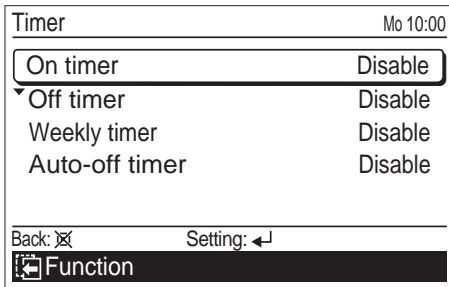 Timer Mo 10:00
On timer Disable
Off timer Disable
Weekly timer Disable
Auto-off timer Disable
Back: Setting:
Function